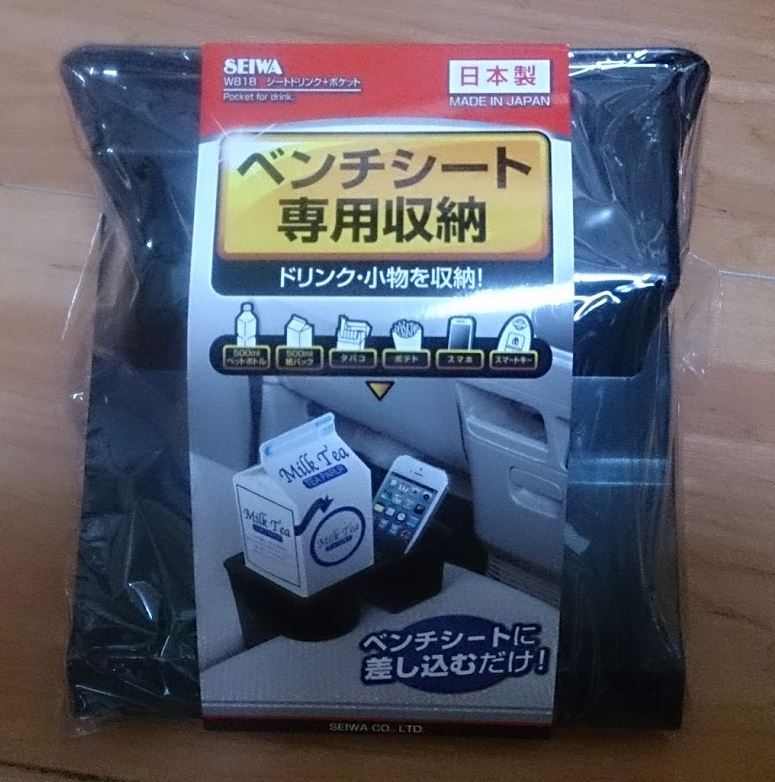 SEIWA
W818 シートドリンク+ポケット
Pocket for drink.
日本製
MADE IN JAPAN
ベンチシート
専用収納
ドリンク・小物を収納!
500ml
ペットボトル
500ml
紙パック
タバコ
ポテト
スマホ
スマートキー
Milk Tea
Milk Tea
Milk Tea
ベンチシートに
差し込むだけ!
SEIWA CO., LTD.